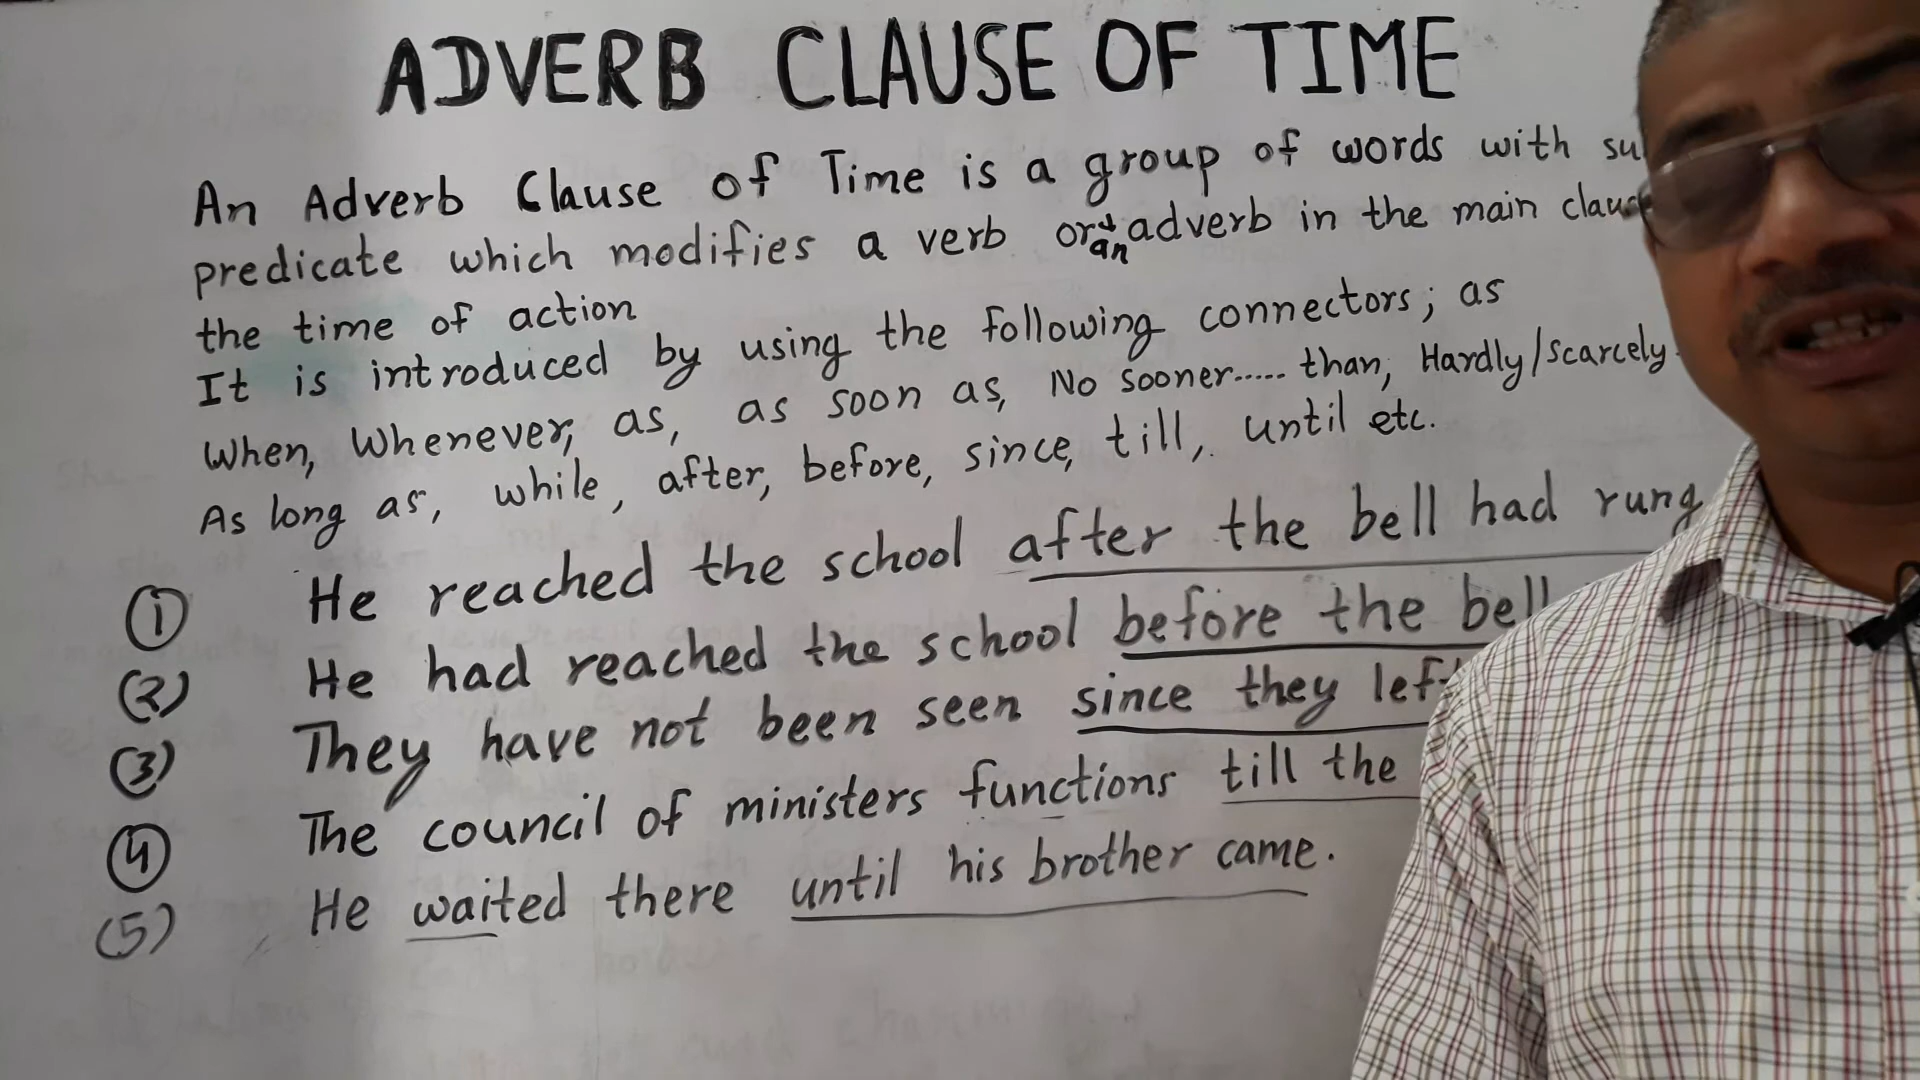 ADVERB CLAUSE OF TIME
An Adverb Clause of Time is a group of words with
predicate which modifies a verb or an adverb in the main clause
the time of action
It is introduced by using the following connectors; as
When, Whenever, as, as soon as, No sooner..... than, Hardly/scarcely
As long as, while, after, before, since, till, until etc.
(1) He reached the school after the bell had rung
(2) He had reached the school before the bell
(3) They have not been seen since they left
(4) The council of ministers functions till the
(5) He waited there until his brother came.